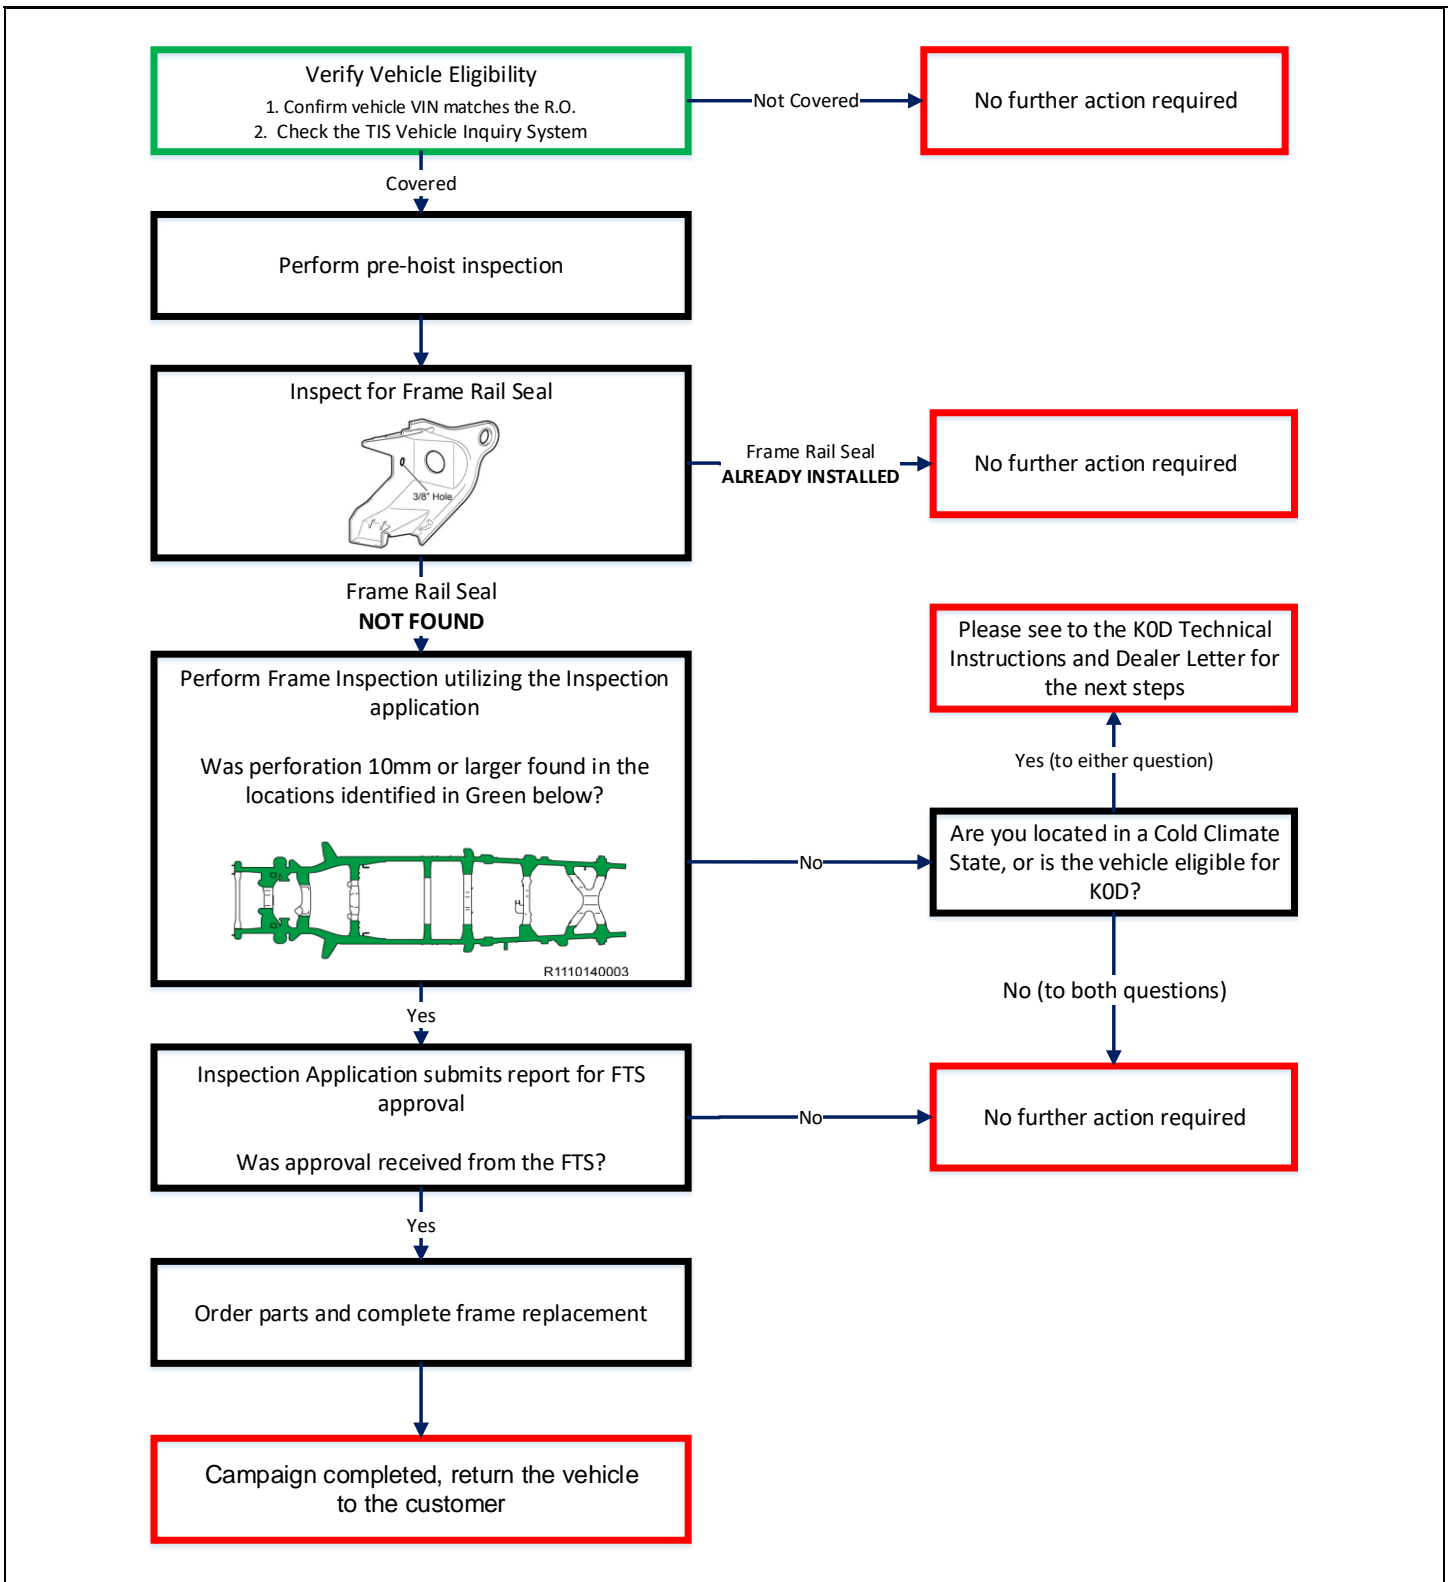 Verify Vehicle Eligibility
1. Confirm vehicle VIN matches the R.O.
2. Check the TIS Vehicle Inquiry System
Not Covered
No further action required
Covered
Perform pre-hoist inspection
Inspect for Frame Rail Seal
3/8" Hole
Frame Rail Seal
ALREADY INSTALLED
No further action required
Frame Rail Seal
NOT FOUND
Perform Frame Inspection utilizing the Inspection
application
Was perforation 10mm or larger found in the
locations identified in Green below?
R1110140003
No
Please see to the K0D Technical
Instructions and Dealer Letter for
the next steps
Yes (to either question)
Are you located in a Cold Climate
State, or is the vehicle eligible for
K0D?
No (to both questions)
Yes
Inspection Application submits report for FTS
approval
Was approval received from the FTS?
No
No further action required
Yes
Order parts and complete frame replacement
Campaign completed, return the vehicle
to the customer